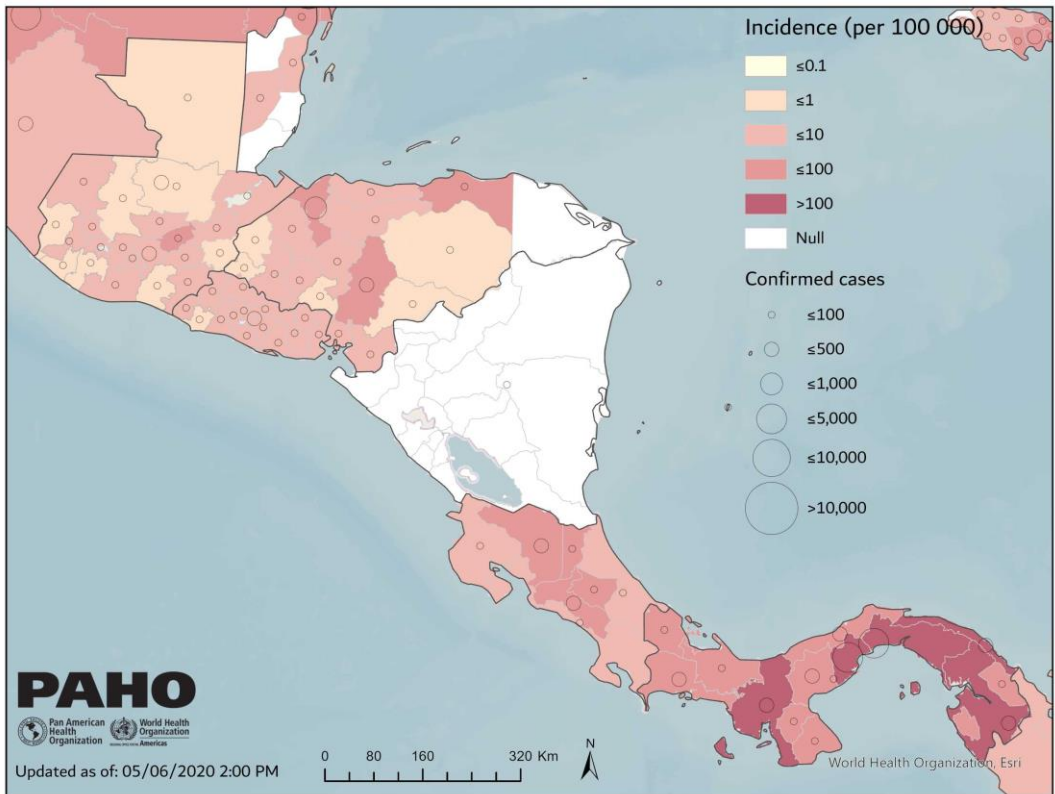 Incidence (per 100 000)
≤0.1
≤1
≤10
≤100
>100
Null
Confirmed cases
≤100
≤500
≤1,000
≤5,000
≤10,000
>10,000
PAHO
Pan American
Health
Organization
World Health
Organization
Americas
Updated as of: 05/06/2020 2:00 PM
0 80 160 320 Km
N
World Health Organization, Esri